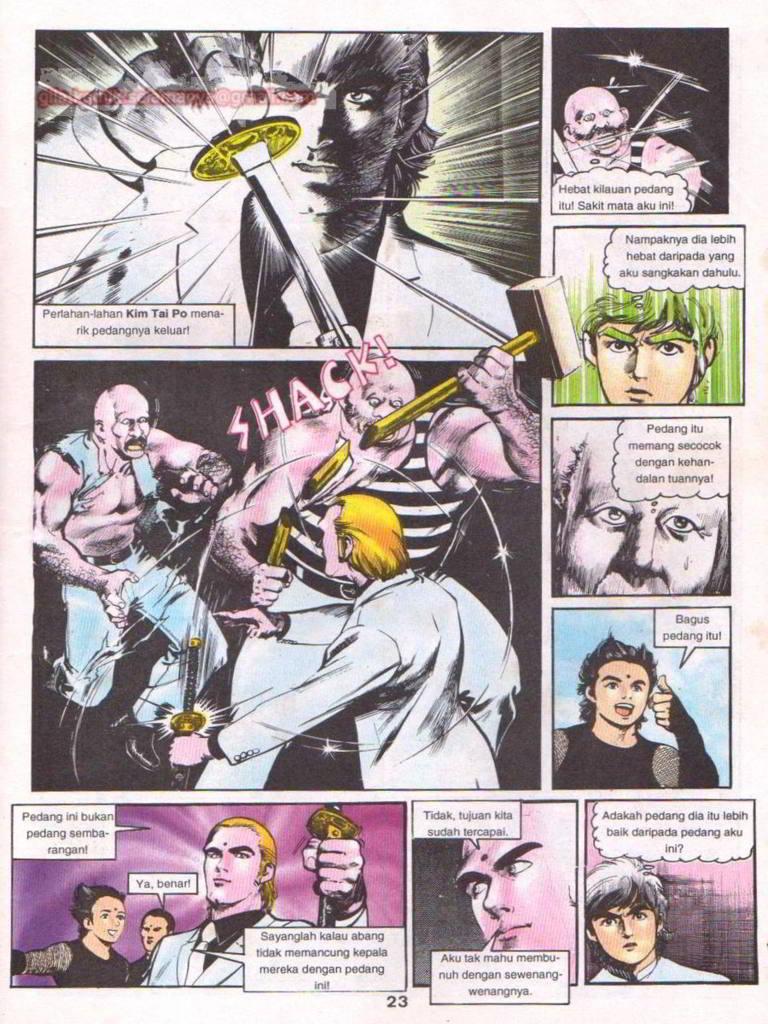 Perlahan-lahan Kim Tai Po mena-
rik pedangnya keluar!
Hebat kilauan pedang
itu! Sakit mata aku ini!
Nampaknya dia lebih
hebat daripada yang
aku sangkakan dahulu.
SHACK!
Pedang itu
memang secocok
dengan kehan-
dalan tuannya!
Bagus
pedang itu!
Pedang ini bukan
pedang semba-
rangan!
Ya, benar!
Sayanglah kalau abang
tidak memancung kepala
mereka dengan pedang
ini!
Tidak, tujuan kita
sudah tercapai.
Aku tak mahu membu-
nuh dengan sewenang-
wenangnya.
Adakah pedang dia itu lebih
baik daripada pedang aku
ini?
23